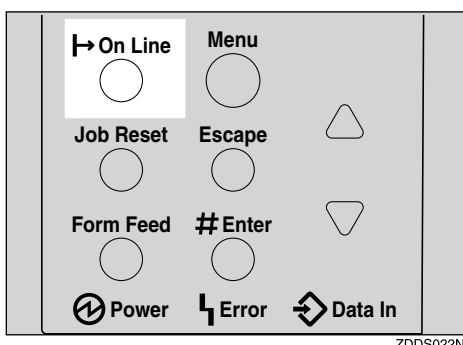 On Line Menu
Job Reset Escape
Form Feed # Enter
Power Error Data In
ZDDS022N